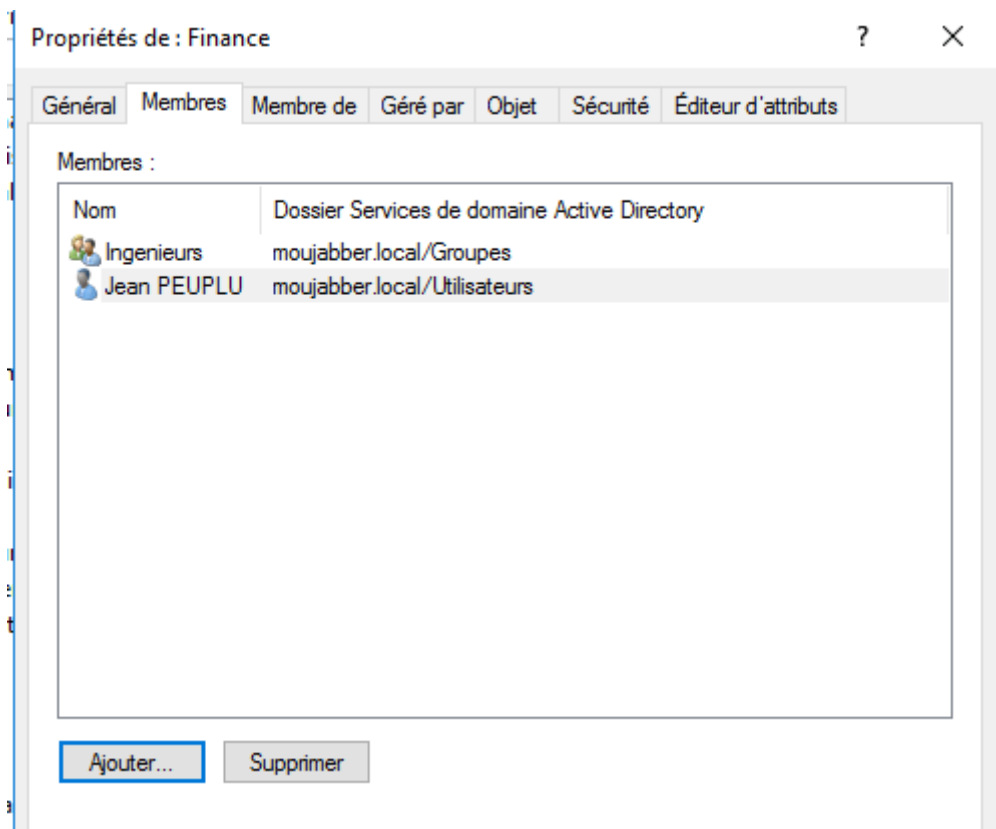 Propriétés de : Finance
Général Membres Membre de Géré par Objet Sécurité Éditeur d'attributs
Membres :
Nom Dossier Services de domaine Active Directory
Ingenieurs moujabber.local/Groupes
Jean PEUPLU moujabber.local/Utilisateurs
Ajouter... Supprimer